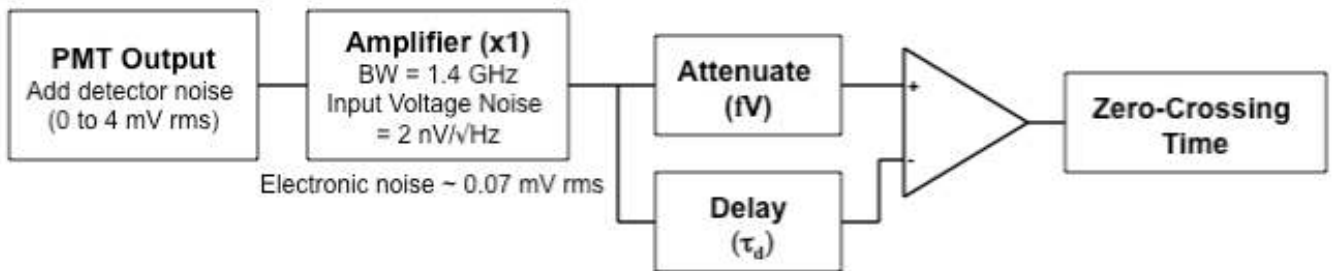 PMT Output
Add detector noise
(0 to 4 mV rms)
Amplifier (x1)
BW = 1.4 GHz
Input Voltage Noise
= 2 nV/√Hz
Electronic noise ~ 0.07 mV rms
Attenuate
(fV)
Delay
(τd)
+
-
Zero-Crossing
Time